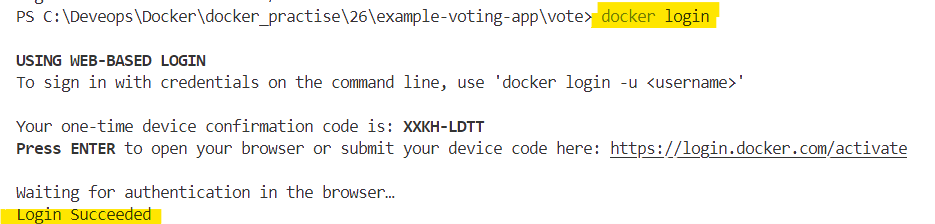 PS C:\Deveops\Docker\docker_practise\26\example-voting-app\vote> docker login
USING WEB-BASED LOGIN
To sign in with credentials on the command line, use 'docker login -u <username>'
Your one-time device confirmation code is: XXKH-LDTT
Press ENTER to open your browser or submit your device code here: https://login.docker.com/activate
Waiting for authentication in the browser…
Login Succeeded